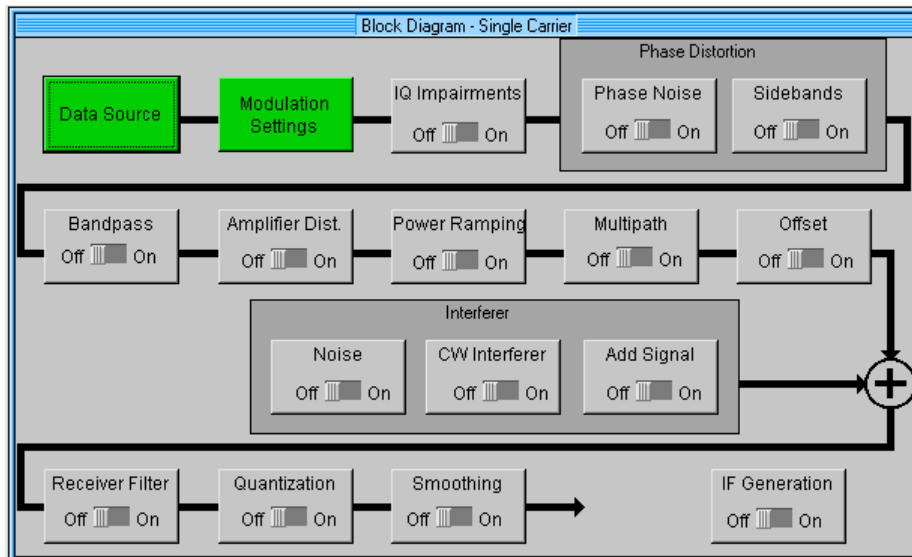 Block Diagram - Single Carrier
Phase Distortion
Data Source
Modulation
Settings
IQ Impairments
Off On
Phase Noise
Off On
Sidebands
Off On
Bandpass
Off On
Amplifier Dist.
Off On
Power Ramping
Off On
Multipath
Off On
Offset
Off On
Interferer
Noise
Off On
CW Interferer
Off On
Add Signal
Off On
Receiver Filter
Off On
Quantization
Off On
Smoothing
Off On
IF Generation
Off On